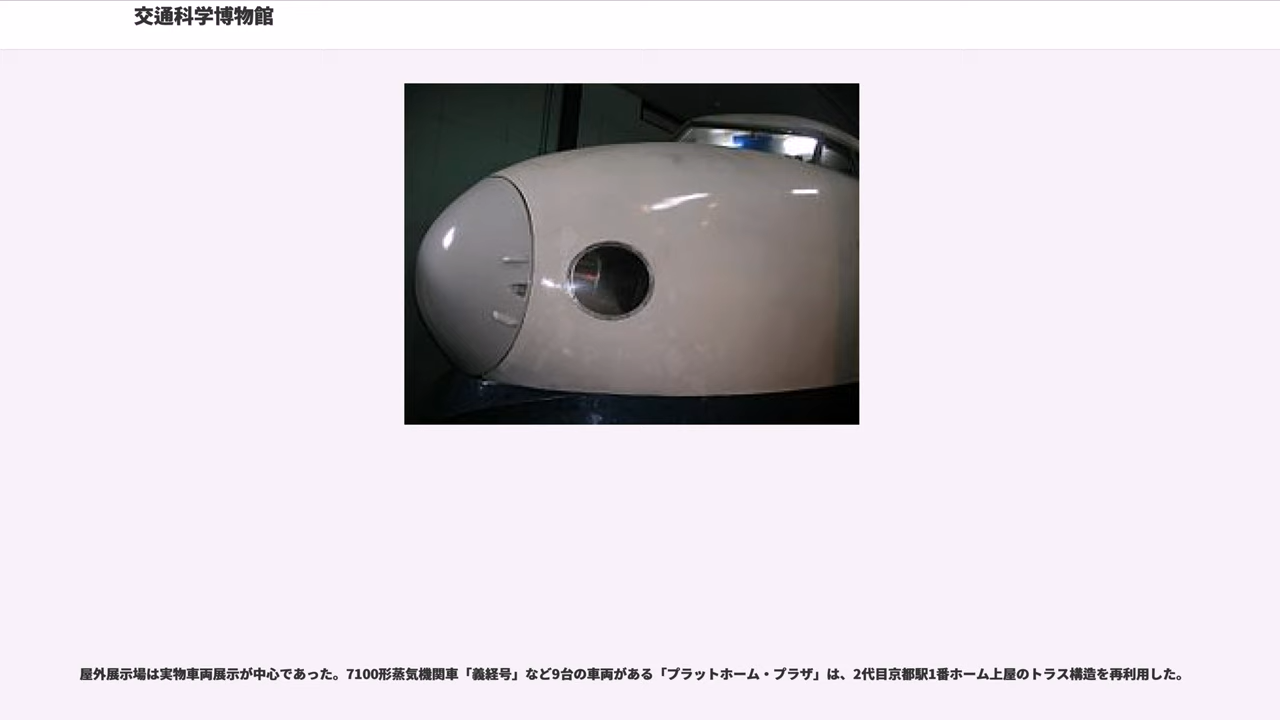 交通科学博物館
屋外展示場は実物車両展示が中心であった。7100形蒸気機関車「義経号」など9台の車両がある「プラットホーム・プラザ」は、2代目京都駅1番ホーム上屋のトラス構造を再利用した。